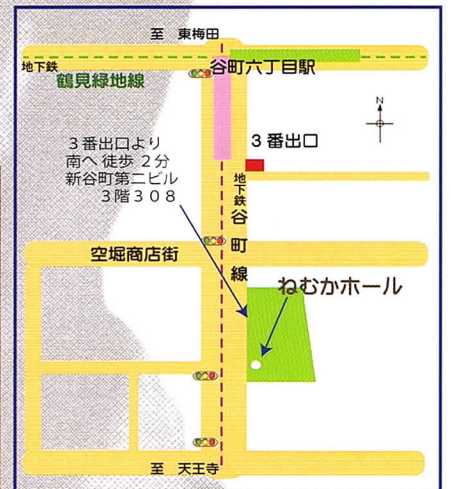 至 東梅田
地下鉄
鶴見緑地線
谷町六丁目駅
N
3番出口より
南へ 徒歩 2分
新谷町第二ビル
3階308
3番出口
地下鉄谷町線
空堀商店街
ねむかホール
至 天王寺